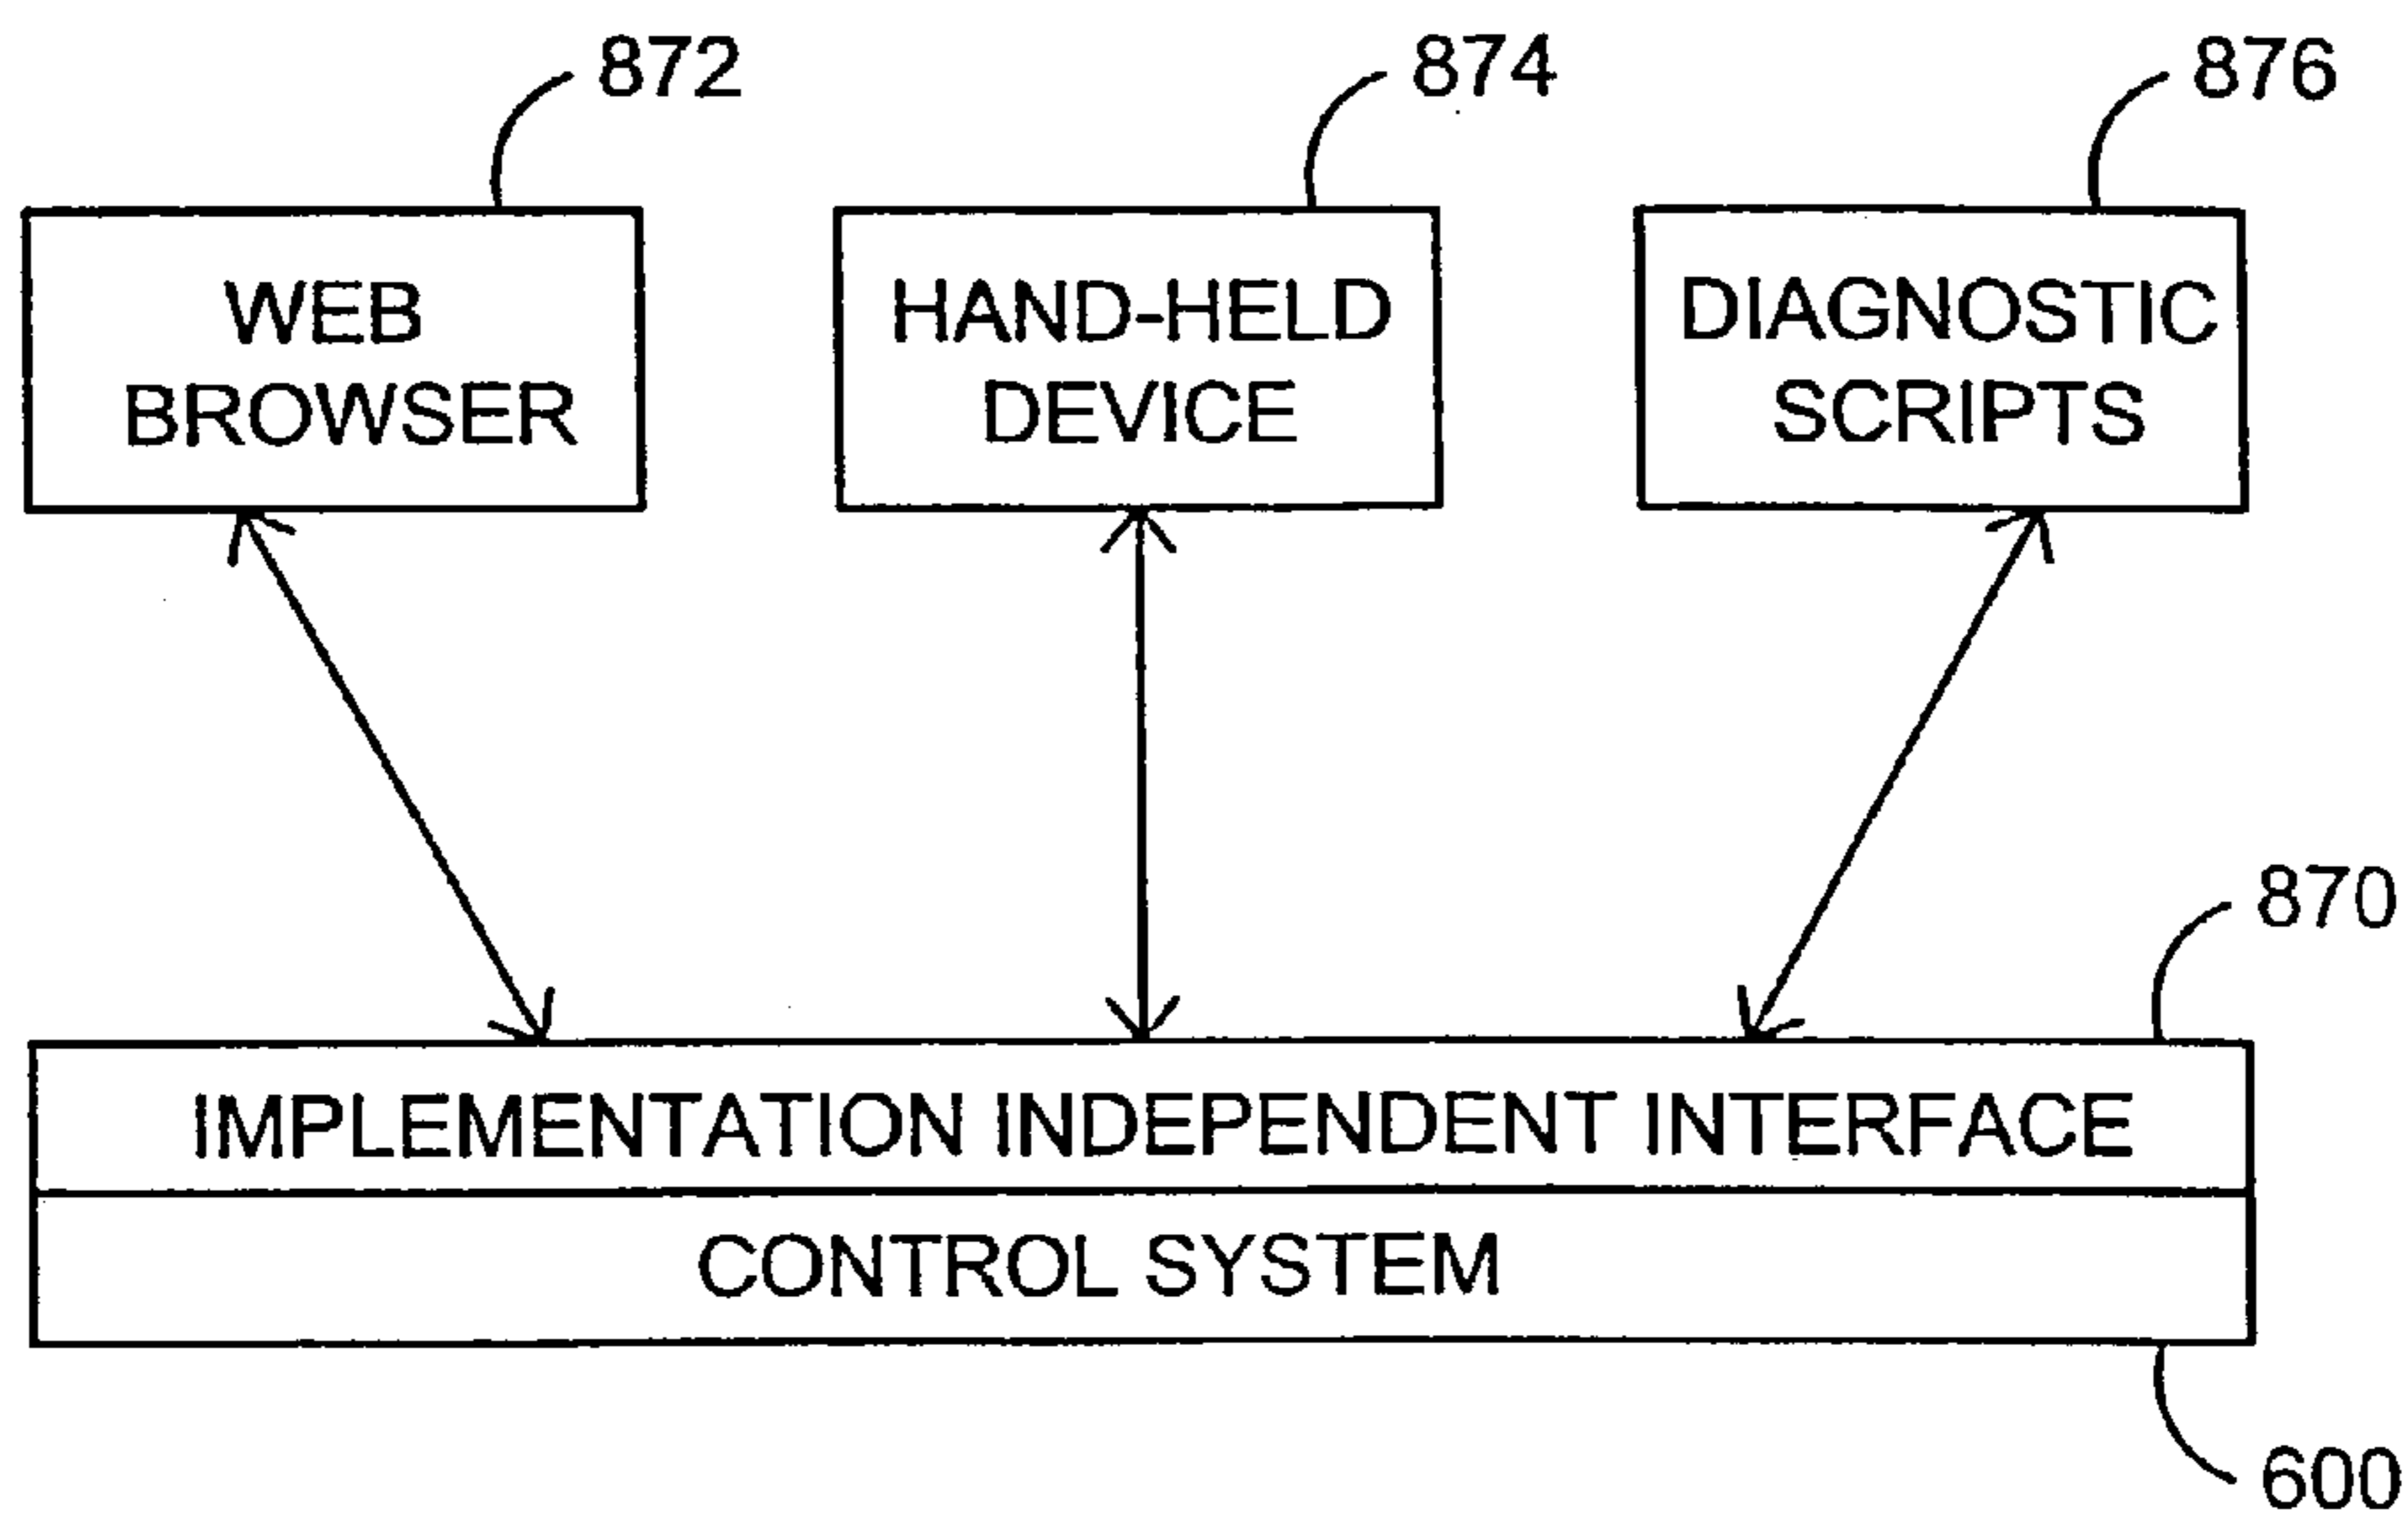 872
874
876
WEB
BROWSER
HAND-HELD
DEVICE
DIAGNOSTIC
SCRIPTS
870
IMPLEMENTATION INDEPENDENT INTERFACE
CONTROL SYSTEM
600